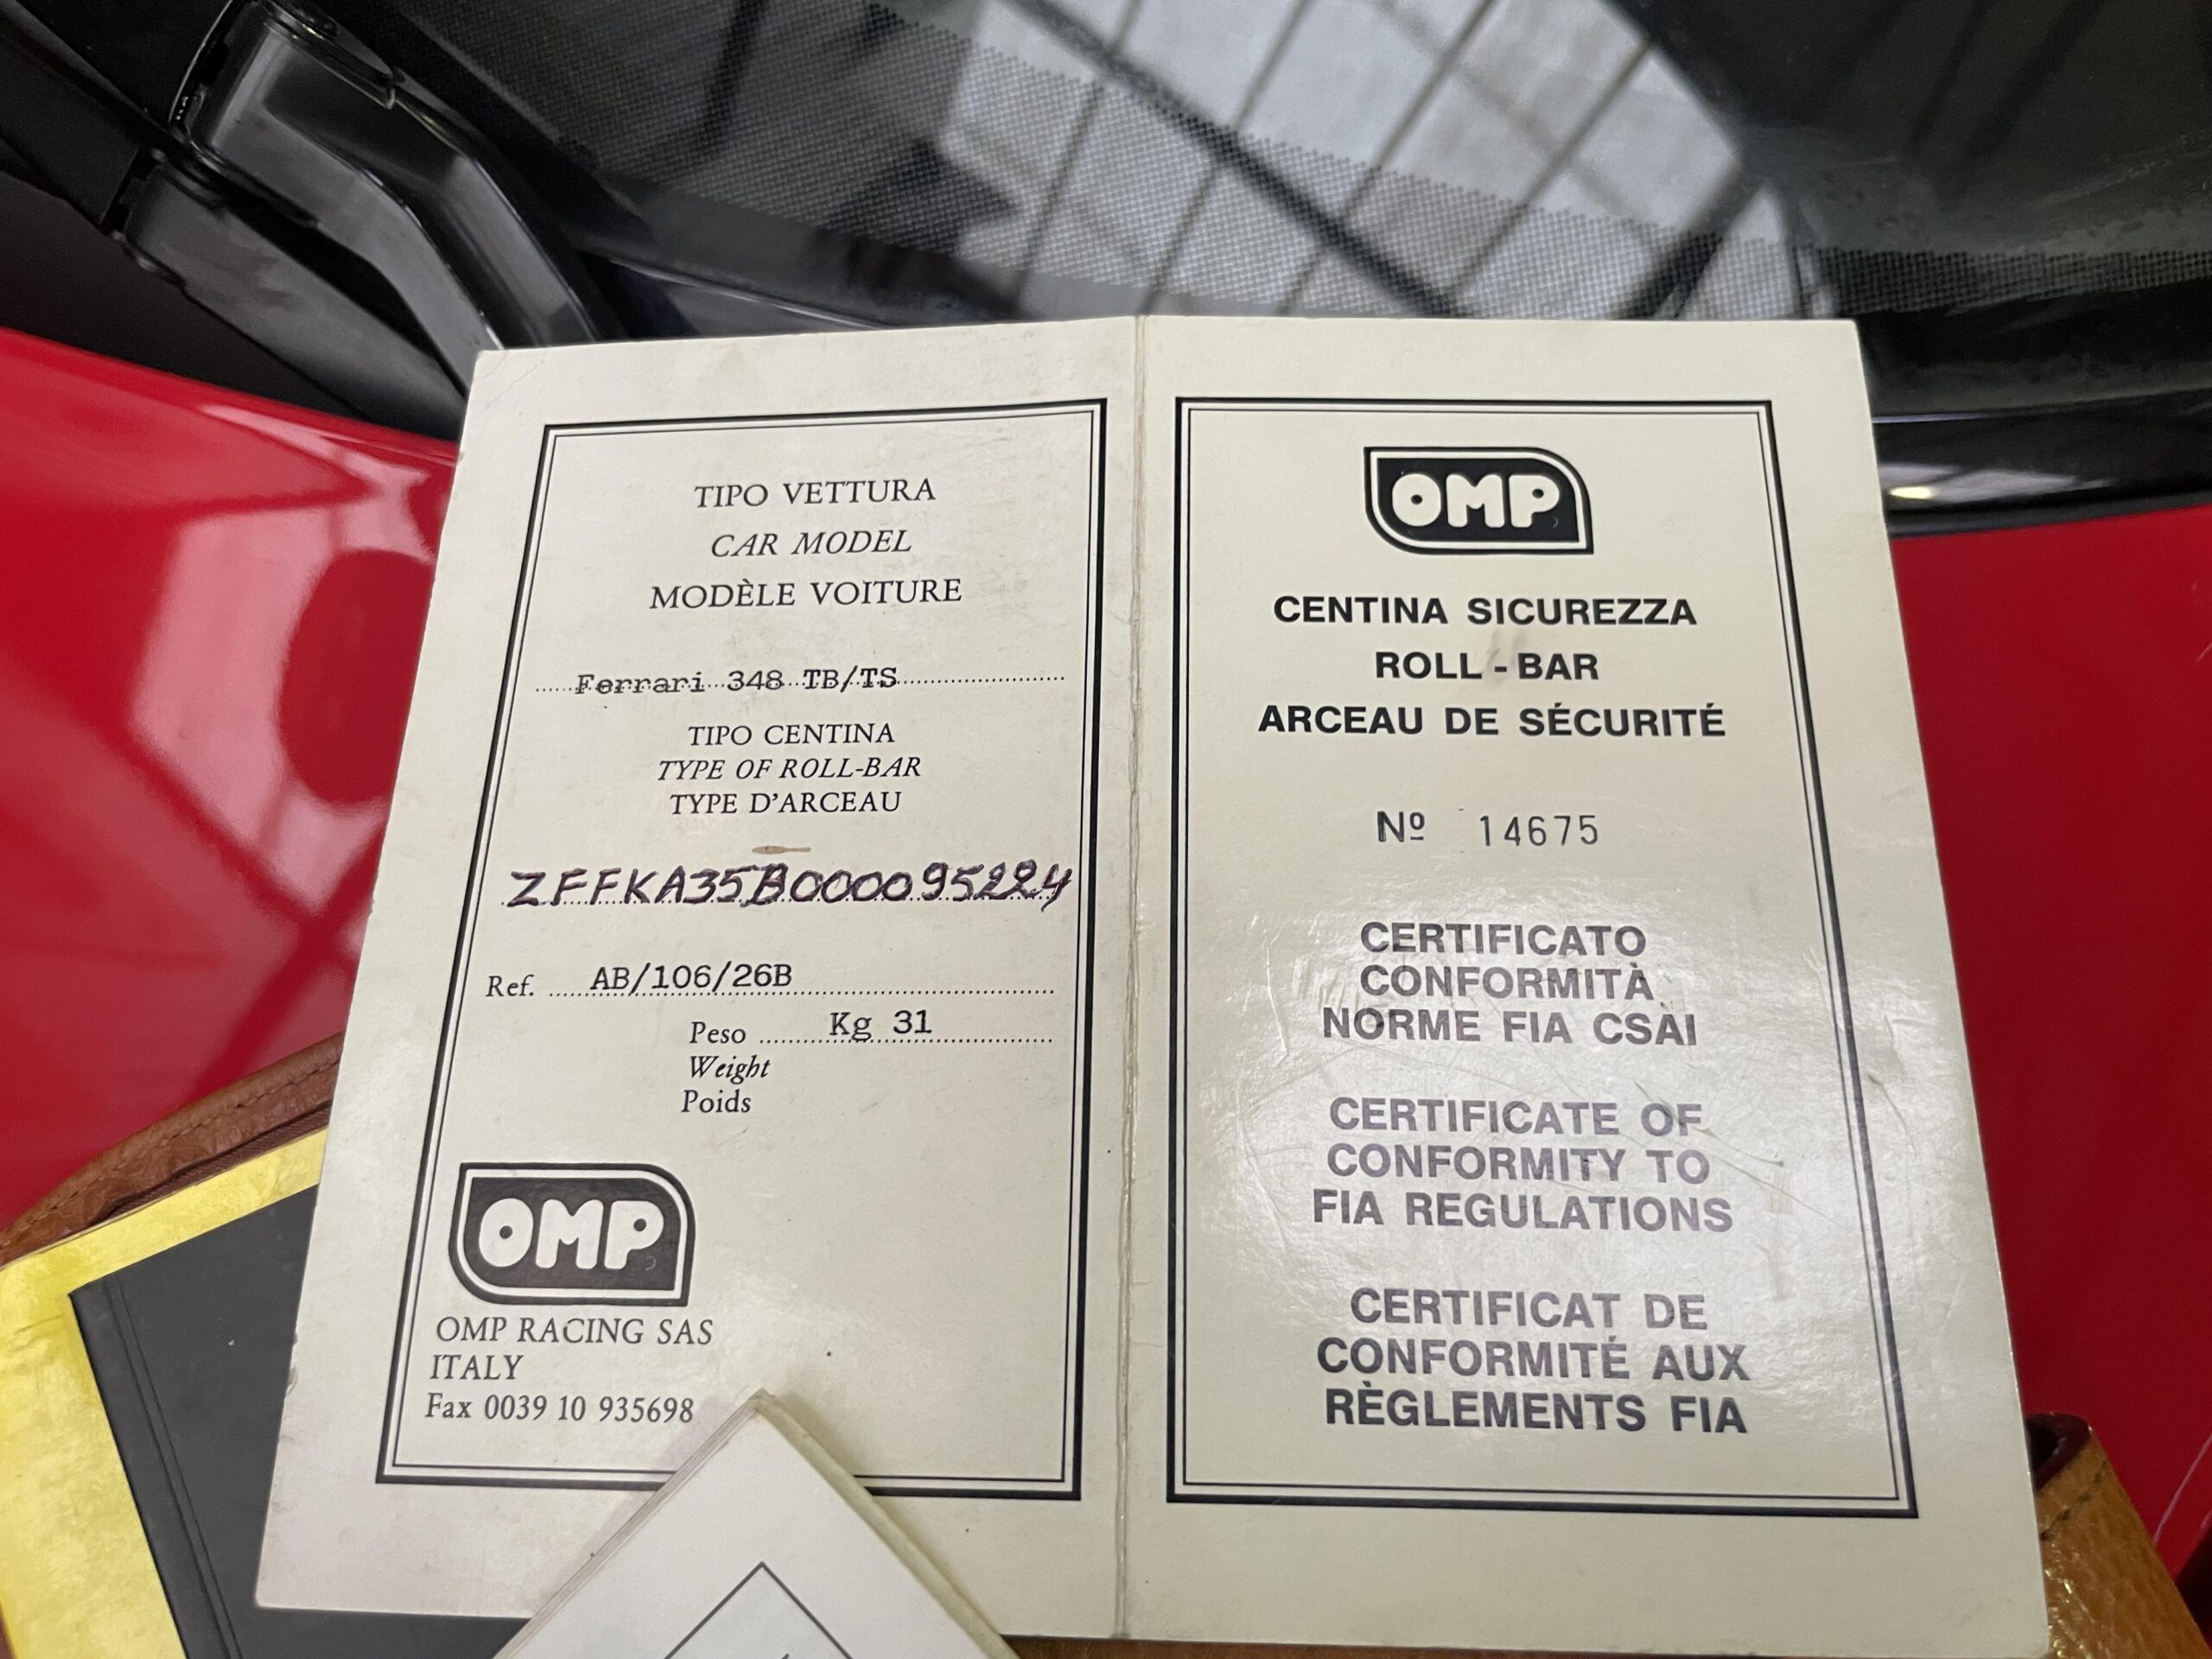 TIPO VETTURA
CAR MODEL
MODÈLE VOITURE
Ferrari 348 TB/TS
TIPO CENTINA
TYPE OF ROLL-BAR
TYPE D'ARCEAU
ZFFKA35B000095224
Ref. AB/106/26B
Peso Kg 31
Weight
Poids
OMP
OMP RACING SAS
ITALY
Fax 0039 10 935698
OMP
CENTINA SICUREZZA
ROLL-BAR
ARCEAU DE SÉCURITÉ
Nº 14675
CERTIFICATO
CONFORMITÀ
NORME FIA CSAI
CERTIFICATE OF
CONFORMITY TO
FIA REGULATIONS
CERTIFICAT DE
CONFORMITÉ AUX
RÈGLEMENTS FIA